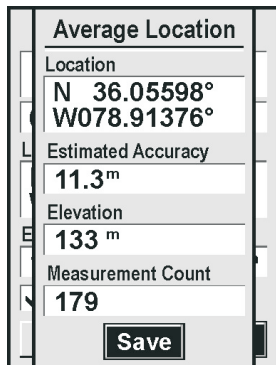 Average Location
Location
N 36.05598°
W078.91376°
Estimated Accuracy
11.3m
Elevation
133 m
Measurement Count
179
Save